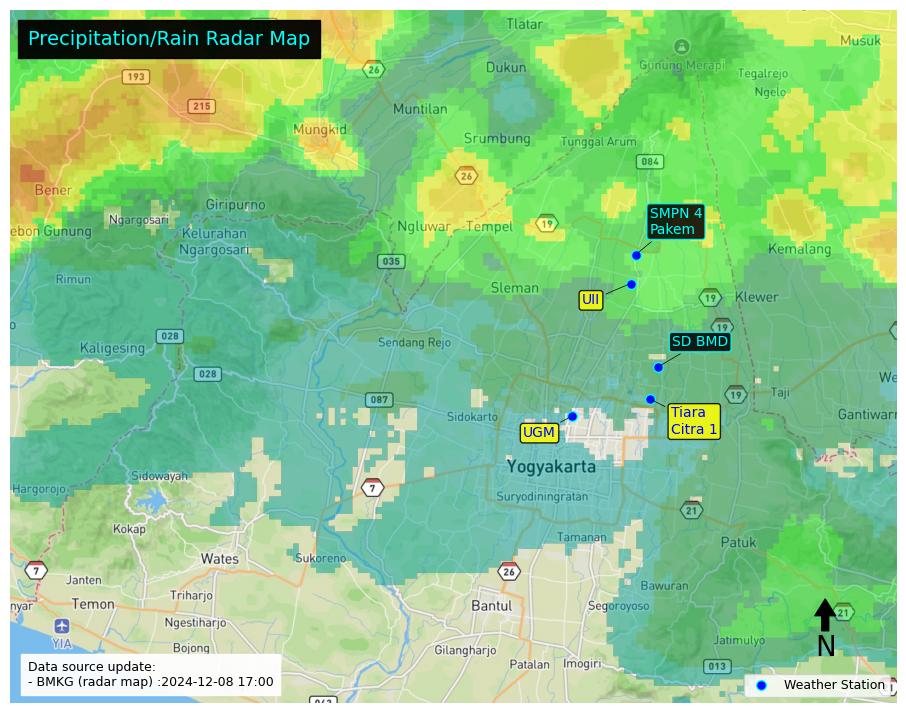 Precipitation/Rain Radar Map
Tlatar
Musuk
26
193
215
Dukun
Gunung Merapi
Tegalrejo
Ngelo
Muntilan
Mungkid
Srumbung
Tunggal Arum
084
Bener
26
Giripurno
Ngargosari
Kelurahan
Ngargosari
ebon Gunung
Ngluwar
Tempel
19
SMPN 4
Pakem
Kemalang
035
Rimun
Sleman
UII
19
Klewer
19
028
Kaligesing
Sendang Rejo
SD BMD
028
087
Sidokarto
19
Taji
We
Gantiwarn
Tiara
Citra 1
UGM
Yogyakarta
Sidowayah
Hargorojo
7
Suryodiningratan
Kokap
21
Tamanan
Patuk
Wates
Sukoreno
7
Janten
26
Bawuran
Triharjo
nyar
Temon
Bantul
Segoroyoso
21
Ngestiharjo
YIA
N
Jatimulyo
Bojong
Gilangharjo
Patalan
Imogiri
013
Data source update:
- BMKG (radar map) :2024-12-08 17:00
Weather Station